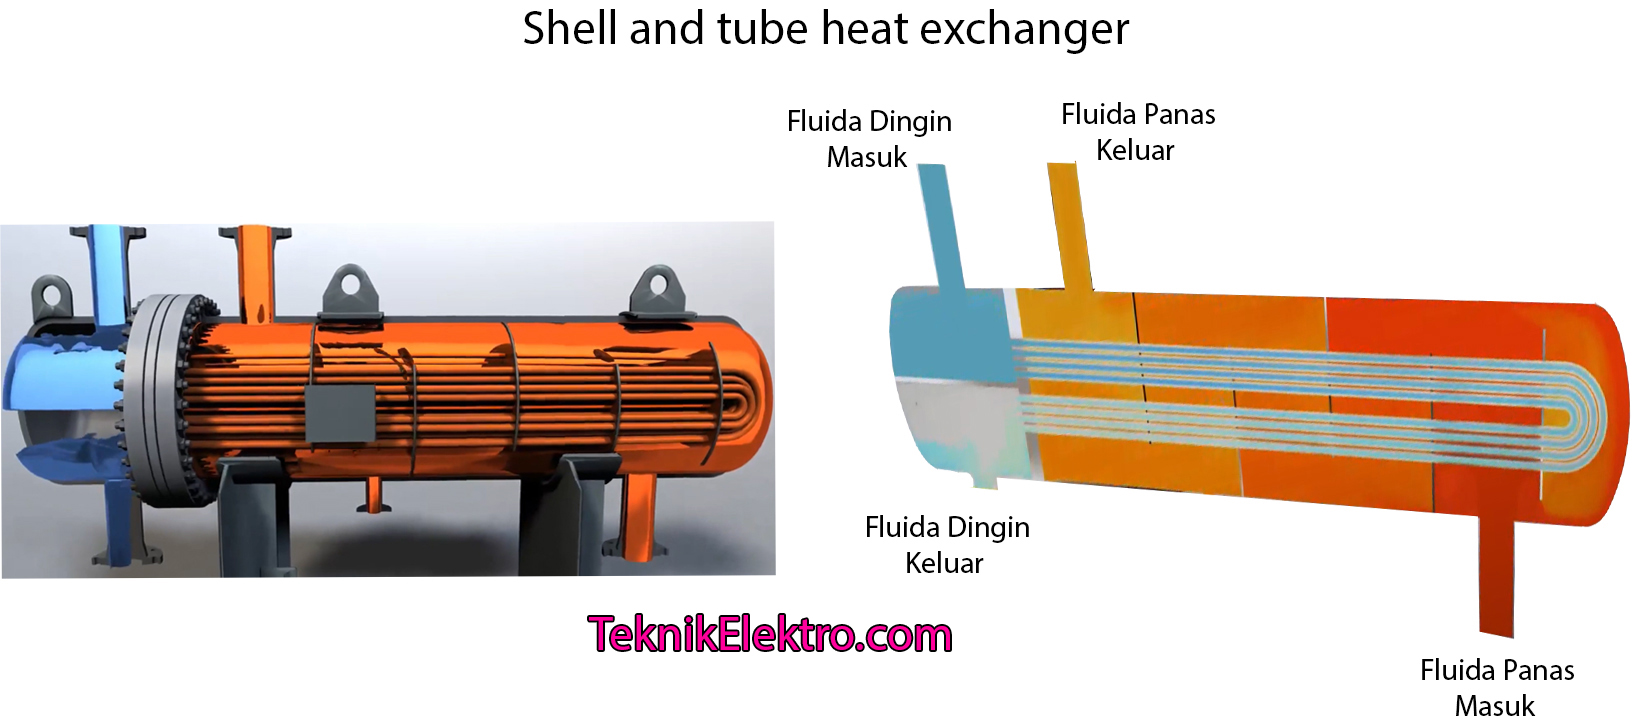 Shell and tube heat exchanger
Fluida Dingin
Masuk
Fluida Panas
Keluar
Fluida Dingin
Keluar
TeknikElektro.com
Fluida Panas
Masuk